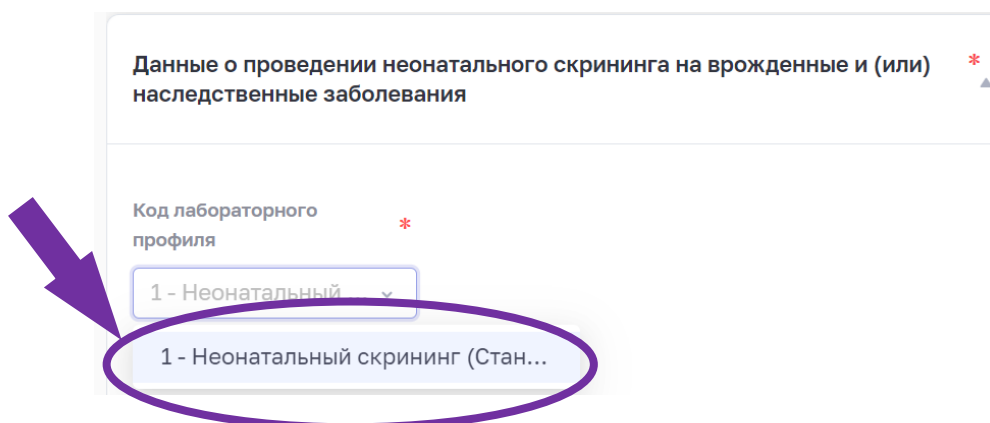 Данные о проведении неонатального скрининга на врожденные и (или) *
наследственные заболевания
Код лабораторного
профиля *
1 - Неонатальный ...
1 - Неонатальный скрининг (Стан...